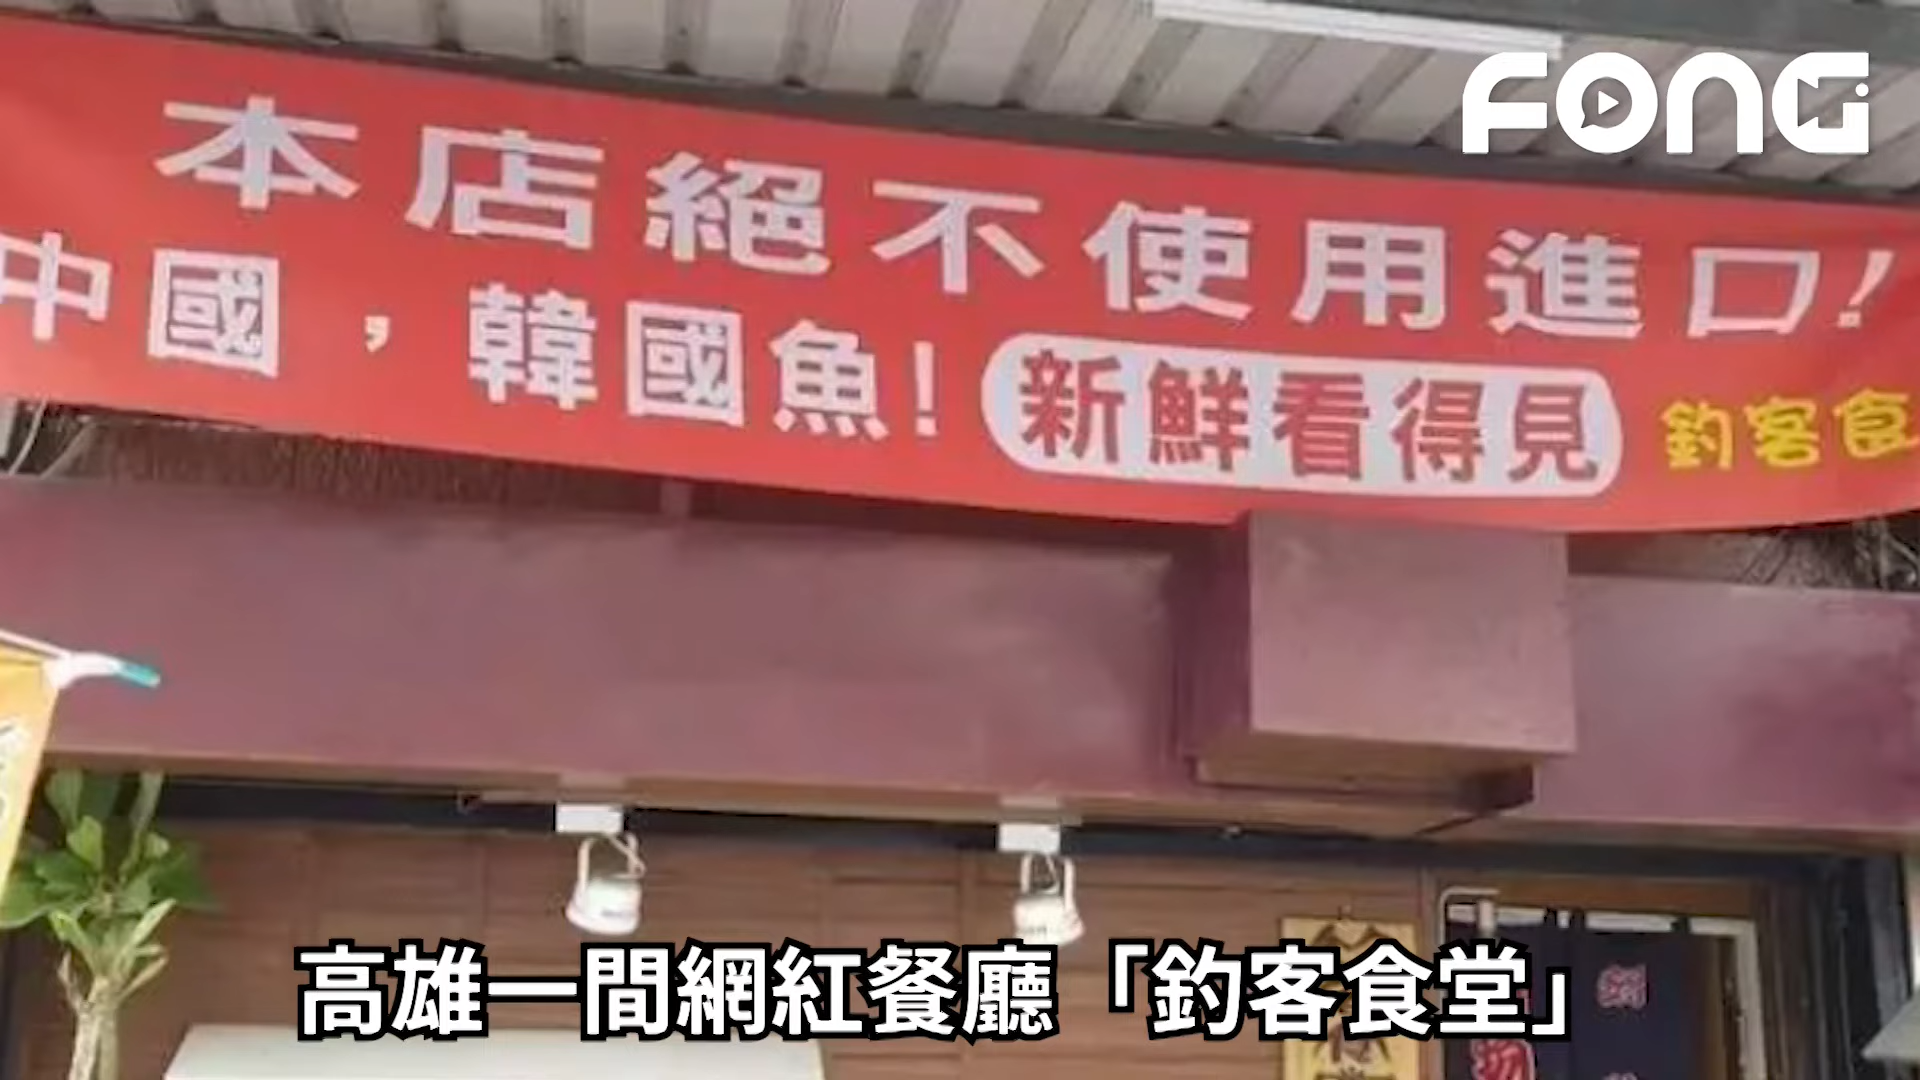 FONG
本店絕不使用進口!
中國，韓國魚! 新鮮看得見 釣客食
高雄一間網紅餐廳「釣客食堂」
切